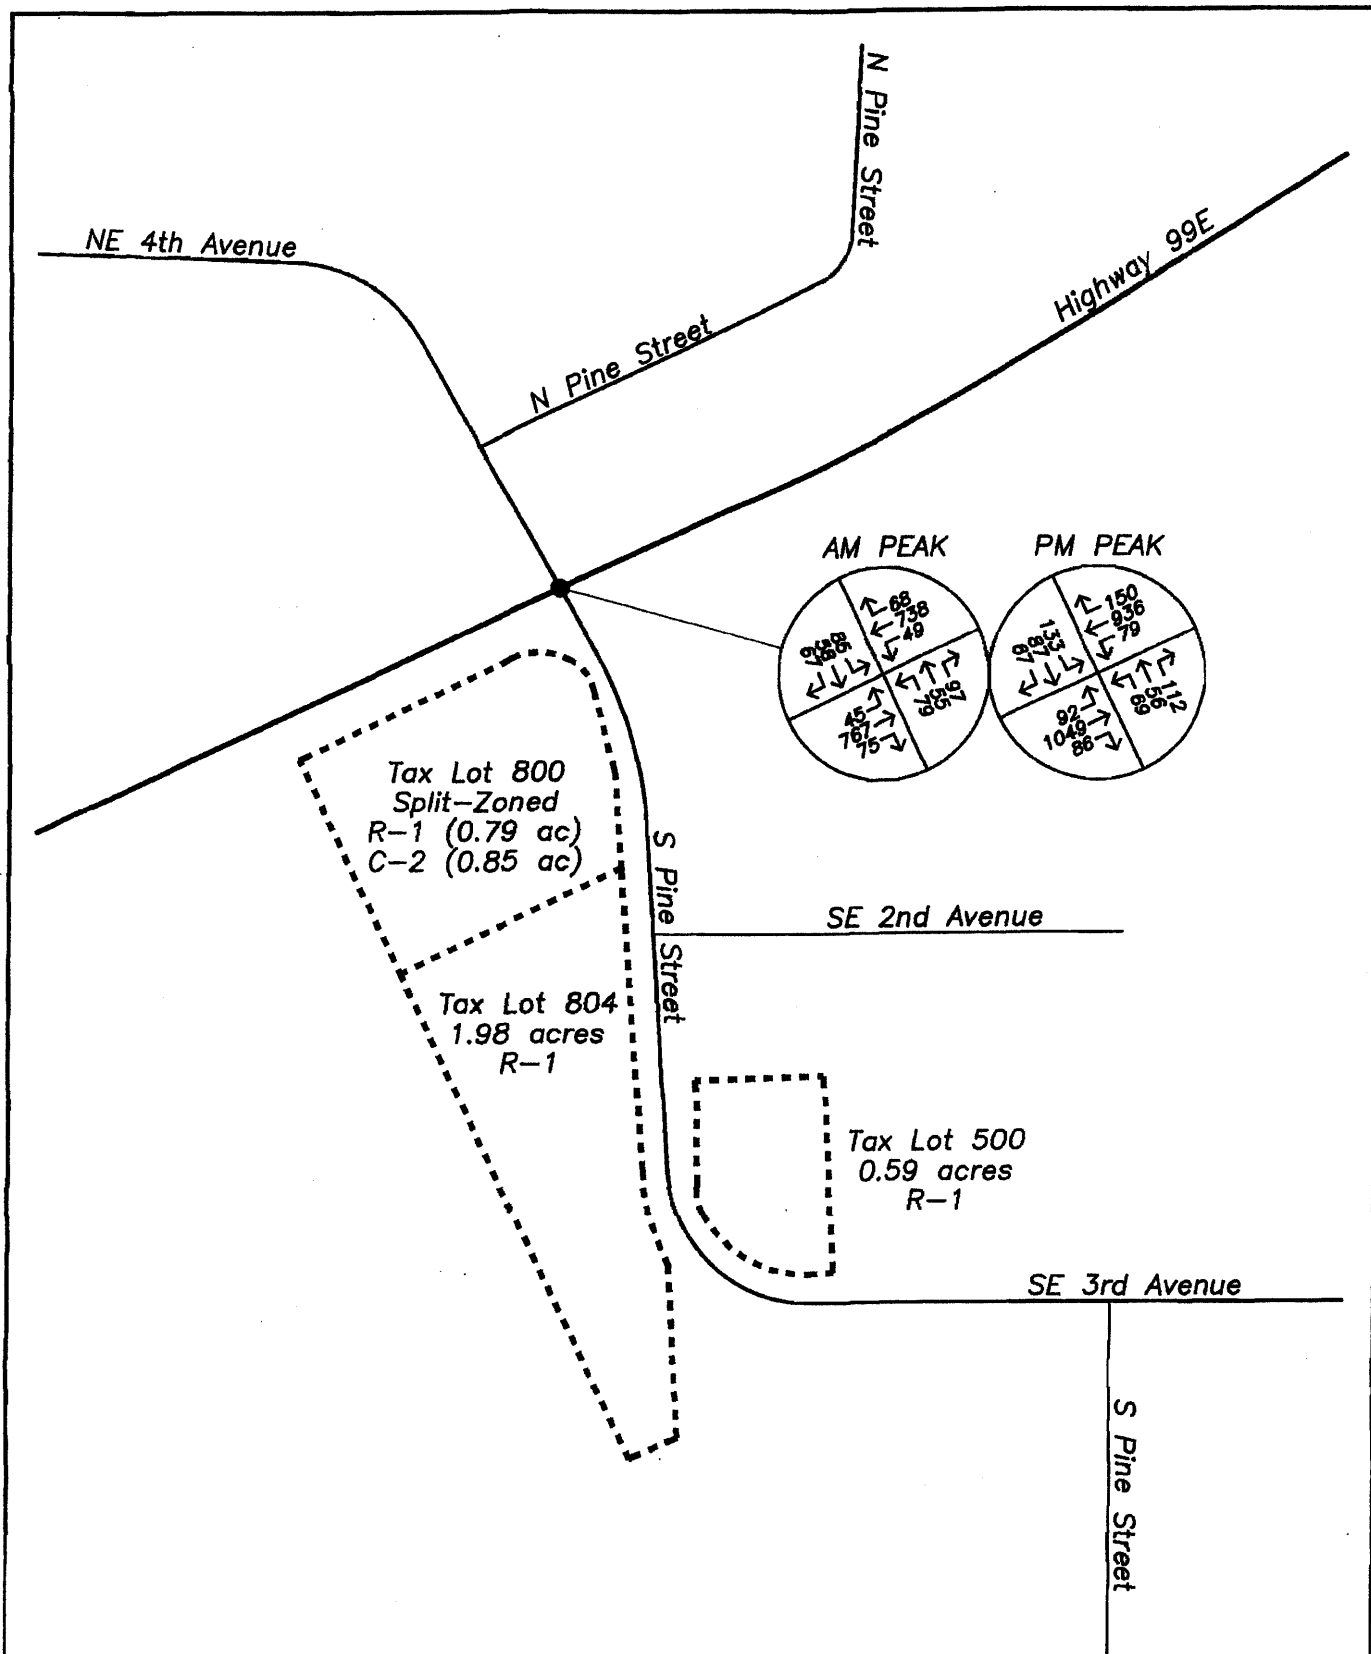 N Pine Street
NE 4th Avenue
Highway 99E
N Pine Street
AM PEAK
PM PEAK
68
738
49
85
58
67
97
55
79
45
767
75
150
936
79
133
87
67
112
56
69
92
1049
86
Tax Lot 800
Split-Zoned
R-1 (0.79 ac)
C-2 (0.85 ac)
S Pine Street
SE 2nd Avenue
Tax Lot 804
1.98 acres
R-1
Tax Lot 500
0.59 acres
R-1
SE 3rd Avenue
S Pine Street